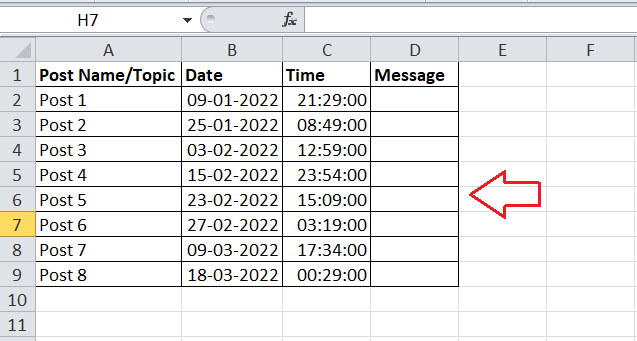 H7 fx
A B C D E F
1 Post Name/Topic Date Time Message
2 Post 1 09-01-2022 21:29:00
3 Post 2 25-01-2022 08:49:00
4 Post 3 03-02-2022 12:59:00
5 Post 4 15-02-2022 23:54:00
6 Post 5 23-02-2022 15:09:00
7 Post 6 27-02-2022 03:19:00
8 Post 7 09-03-2022 17:34:00
9 Post 8 18-03-2022 00:29:00
10
11